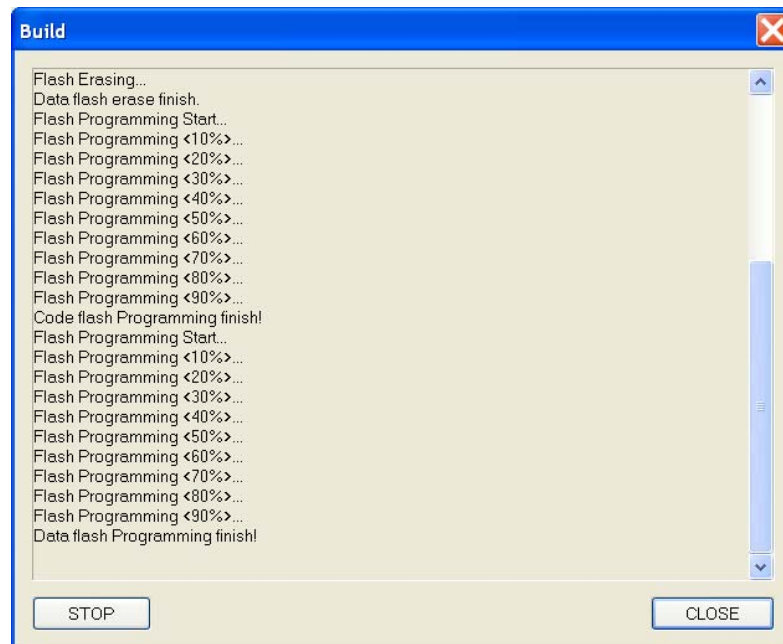 Build
Flash Erasing...
Data flash erase finish.
Flash Programming Start...
Flash Programming <10%>...
Flash Programming <20%>...
Flash Programming <30%>...
Flash Programming <40%>...
Flash Programming <50%>...
Flash Programming <60%>...
Flash Programming <70%>...
Flash Programming <80%>...
Flash Programming <90%>...
Code flash Programming finish!
Flash Programming Start...
Flash Programming <10%>...
Flash Programming <20%>...
Flash Programming <30%>...
Flash Programming <40%>...
Flash Programming <50%>...
Flash Programming <60%>...
Flash Programming <70%>...
Flash Programming <80%>...
Flash Programming <90%>...
Data flash Programming finish!
STOP
CLOSE